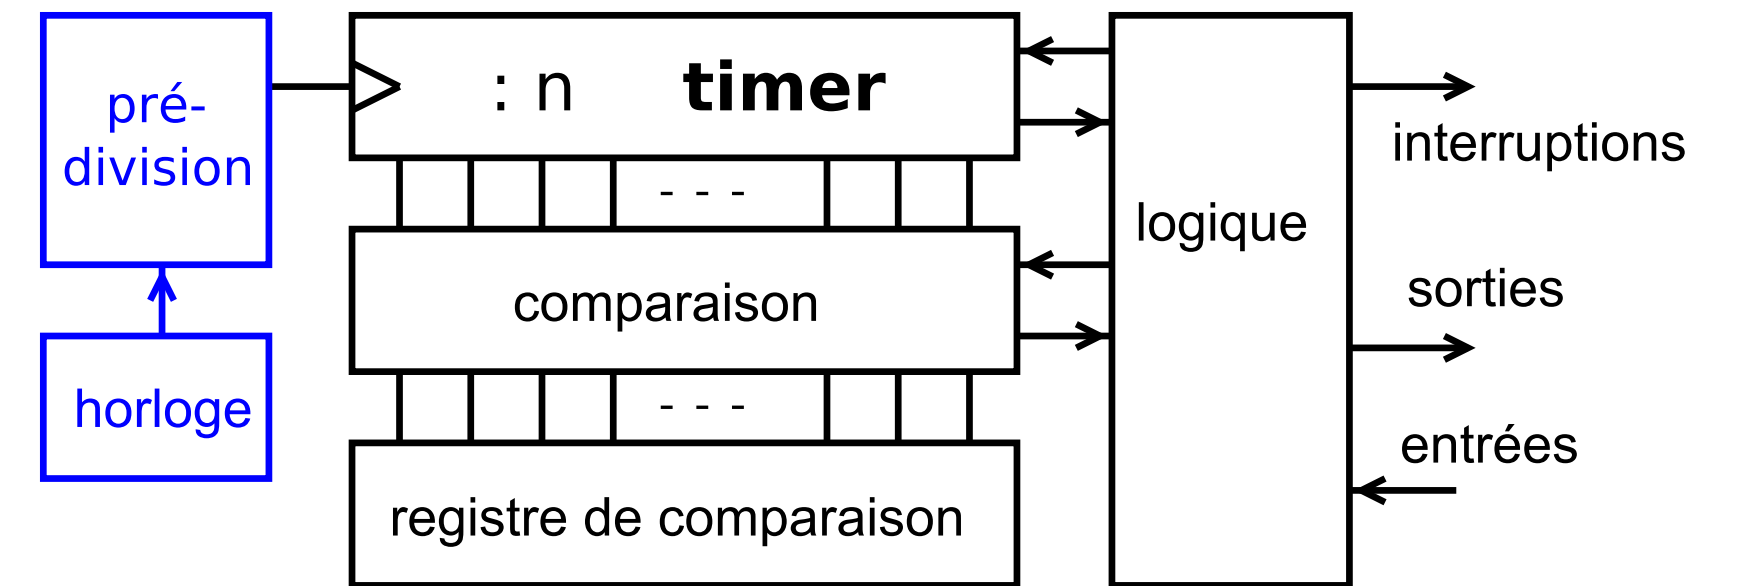 pré-
division
horloge
: n timer
- - -
comparaison
- - -
registre de comparaison
logique
interruptions
sorties
entrées